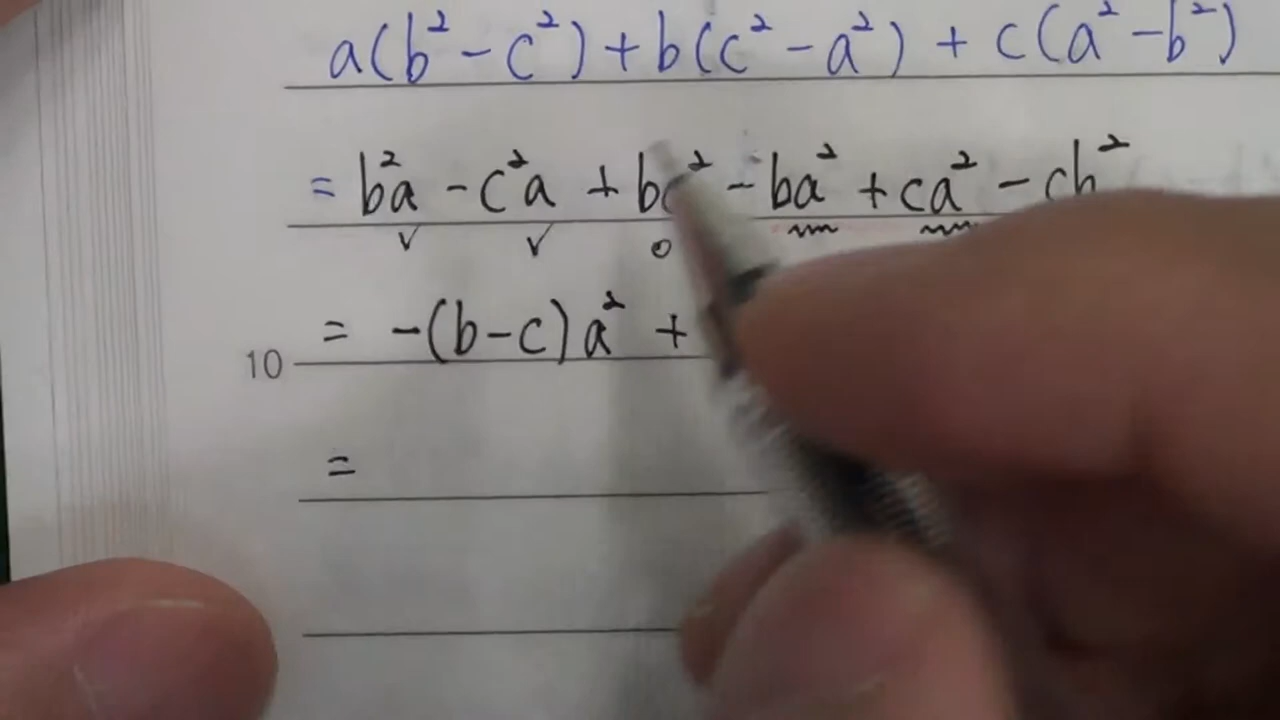 a(b²-c²)+b(c²-a²)+c(a²-b²)
=b²a-c²a+bc²-ba²+ca²-cb²
=-(b-c)a²+
10
=